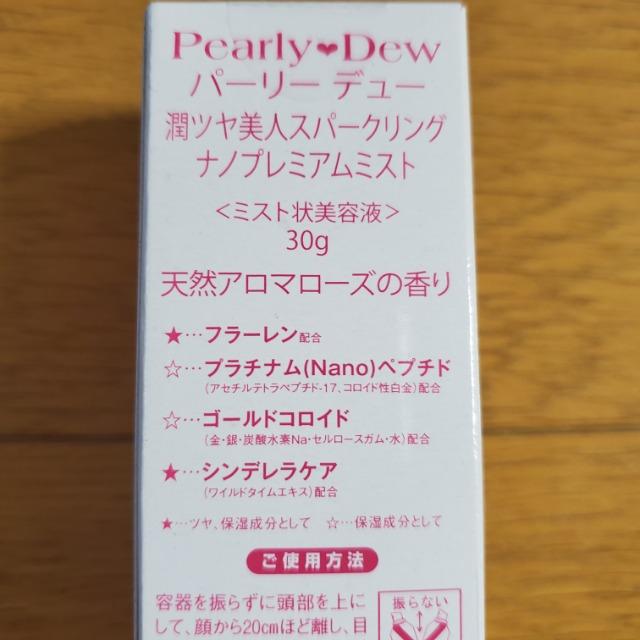 Pearly❤Dew
パーリー デュー
潤ツヤ美人スパークリング
ナノプレミアムミスト
<ミスト状美容液>
30g
天然アロマローズの香り
★…フラーレン配合
☆…プラチナム(Nano)ペプチド
(アセチルテトラペプチド-17、コロイド性白金)配合
☆…ゴールドコロイド
(金・銀・炭酸水素Na・セルロースガム・水)配合
★…シンデレラケア
(ワイルドタイムエキス)配合
★…ツヤ、保湿成分として ☆…保湿成分として
ご使用方法
容器を振らずに頭部を上に
して、顔から20cmほど離し、目
振らない